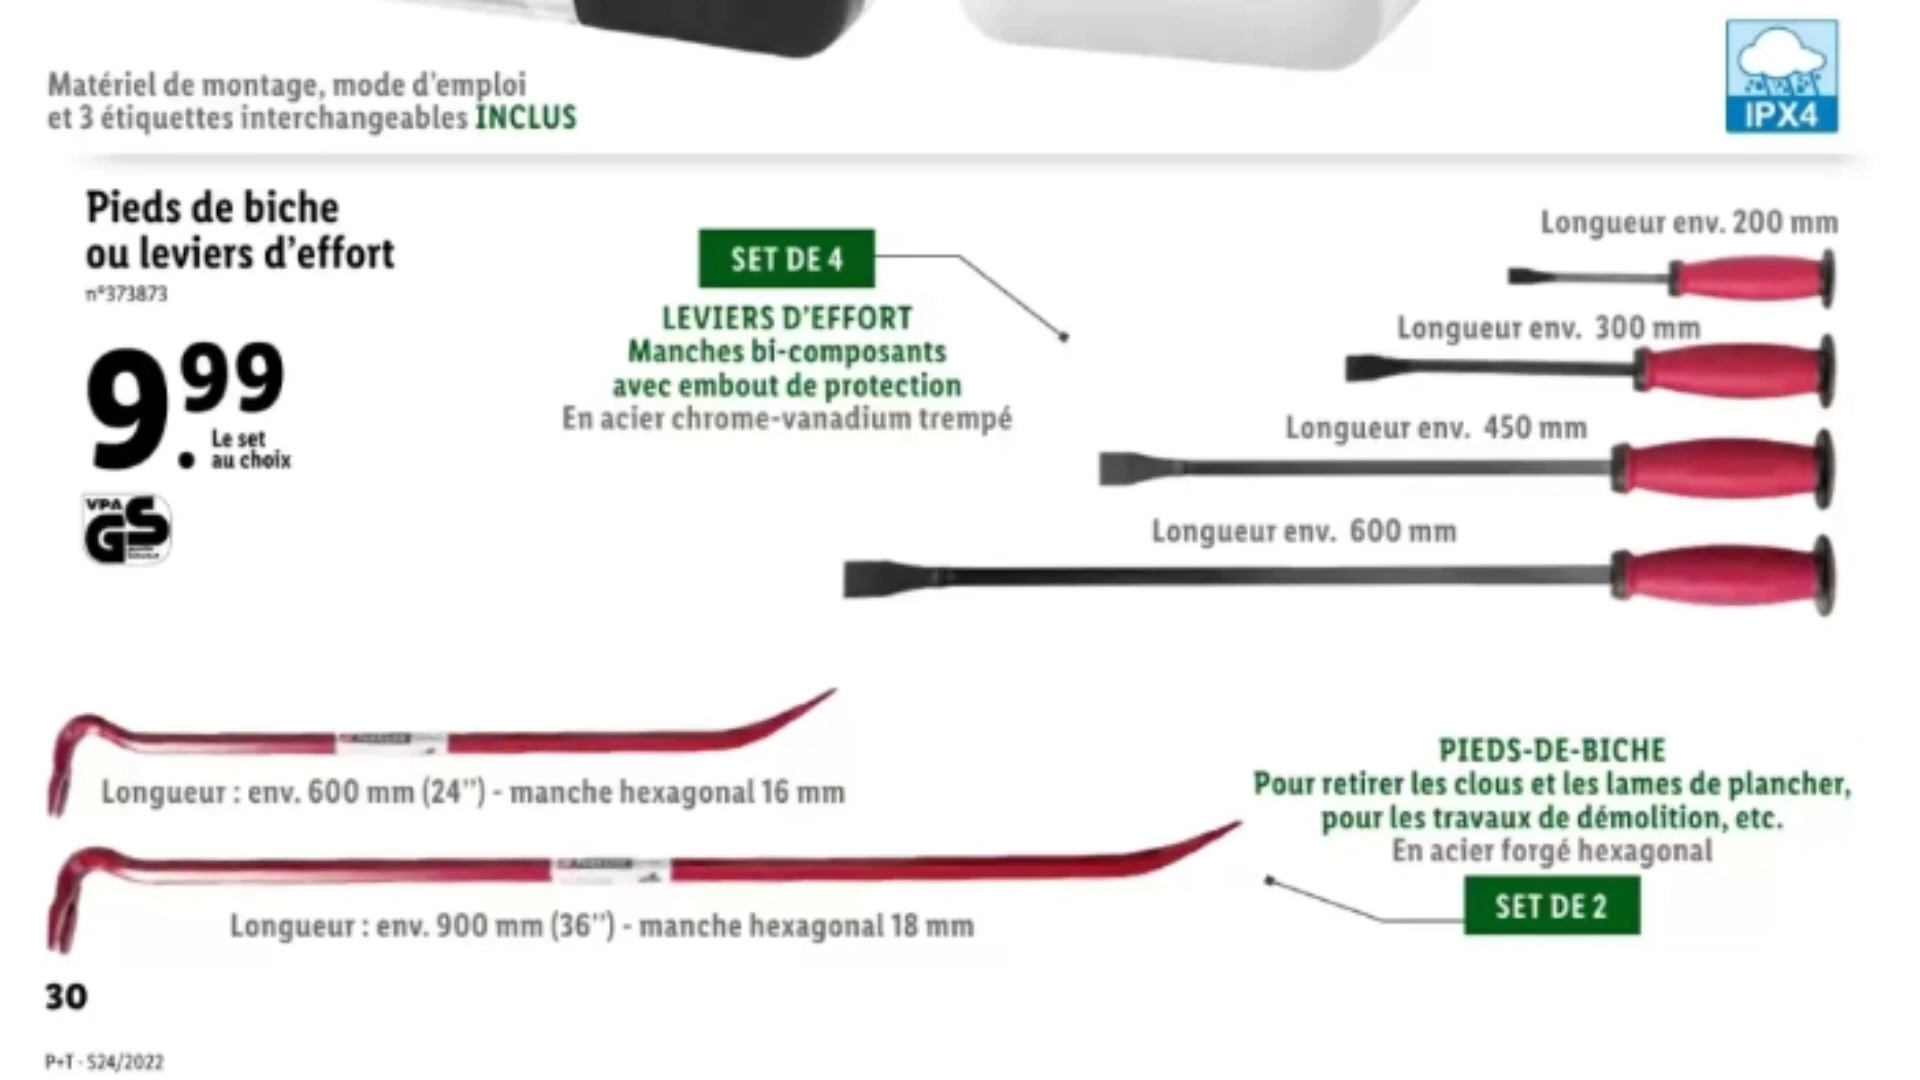 Matériel de montage, mode d'emploi
et 3 étiquettes interchangeables INCLUS
IPX4
Pieds de biche
ou leviers d'effort
n°373873
9.99
Le set
au choix
VPA
GS
SET DE 4
LEVIERS D'EFFORT
Manches bi-composants
avec embout de protection
En acier chrome-vanadium trempé
Longueur env. 200 mm
Longueur env. 300 mm
Longueur env. 450 mm
Longueur env. 600 mm
Longueur : env. 600 mm (24'') - manche hexagonal 16 mm
Longueur : env. 900 mm (36'') - manche hexagonal 18 mm
PIEDS-DE-BICHE
Pour retirer les clous et les lames de plancher,
pour les travaux de démolition, etc.
En acier forgé hexagonal
SET DE 2
30
P+T - S24/2022